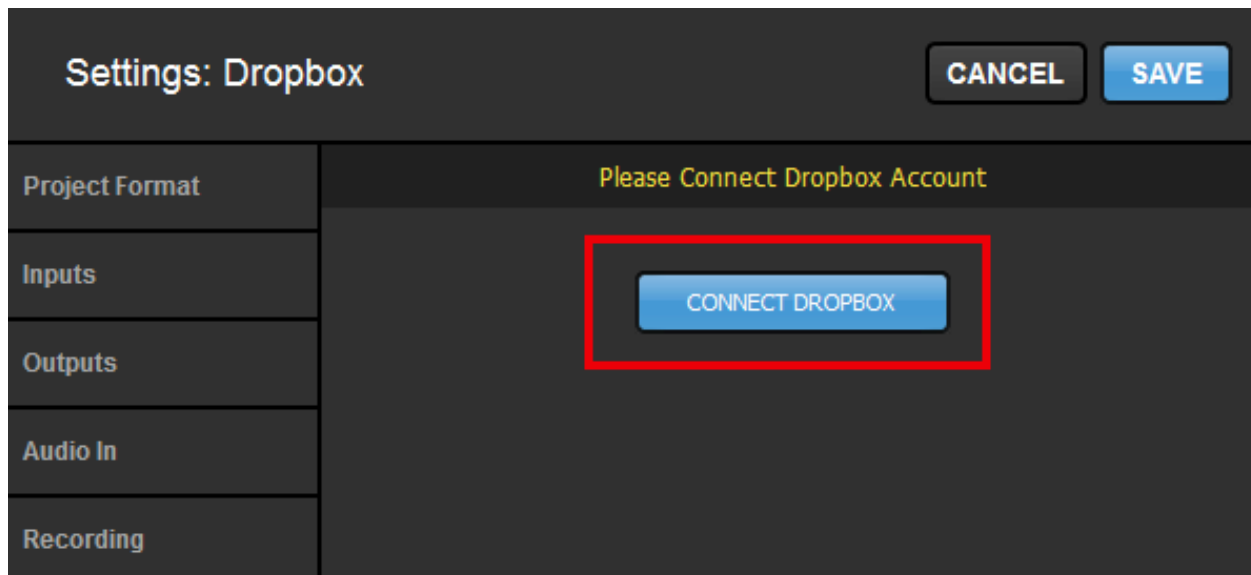 Settings: Dropbox
CANCEL
SAVE
Project Format
Please Connect Dropbox Account
Inputs
CONNECT DROPBOX
Outputs
Audio In
Recording